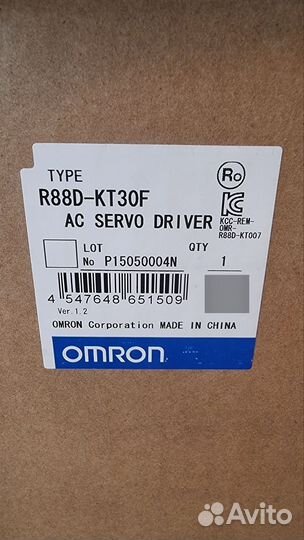 TYPE
R88D-KT30F
AC SERVO DRIVER
Ro
KCC-REM-
OMR-
R88D-KT007
LOT
No P15050004N
QTY
1
4 547648 651509
Ver.1.2
OMRON Corporation MADE IN CHINA
OMRON
Avito